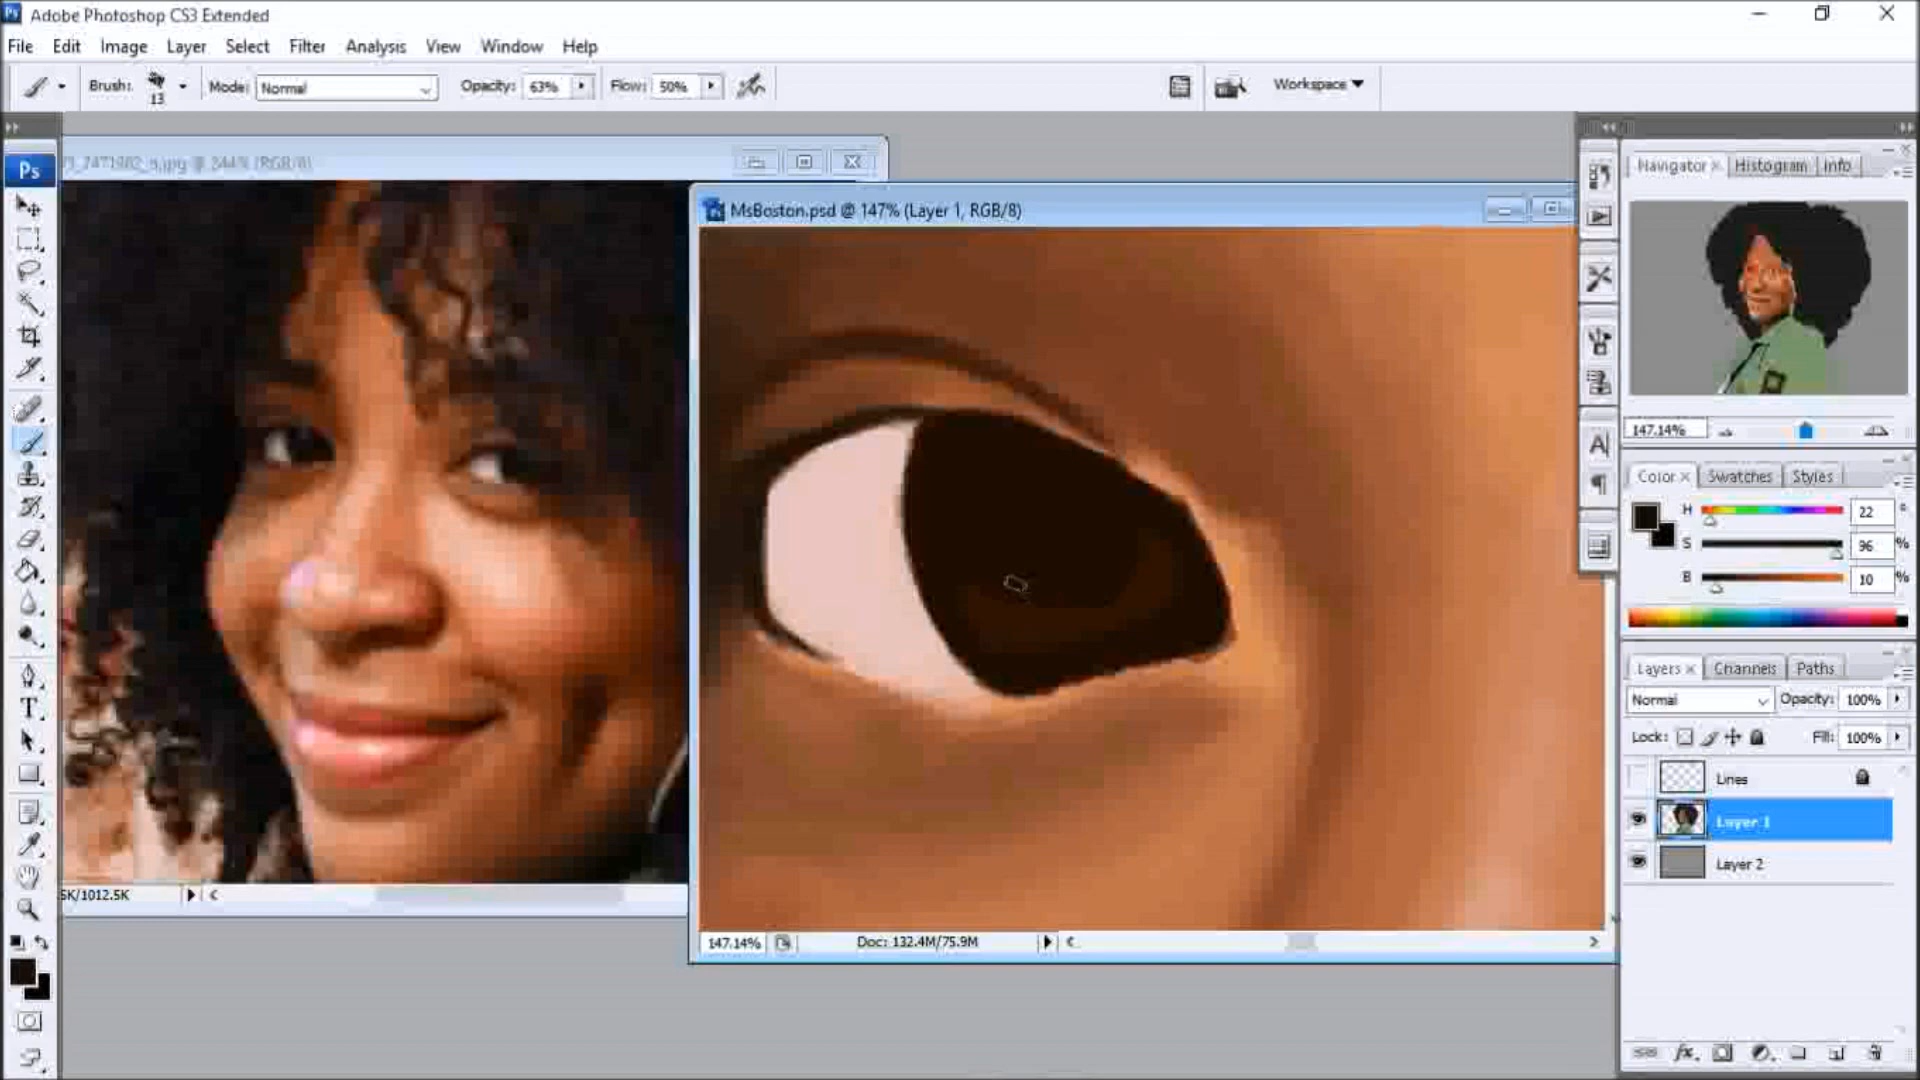 Ps Adobe Photoshop CS3 Extended
File Edit Image Layer Select Filter Analysis View Window Help
Brush: 13 Mode: Normal Opacity: 63% Flow: 50% Workspace
Ps
MsBoston.psd @ 147% (Layer 1, RGB/8)
5K/1012.5K
147.14% Doc: 132.4M/75.9M
Navigator x Histogram Info
147.14%
Color x Swatches Styles
H 22 °
S 96 %
B 10 %
Layers x Channels Paths
Normal Opacity: 100%
Lock: Fill: 100%
Lines
Layer 1
Layer 2